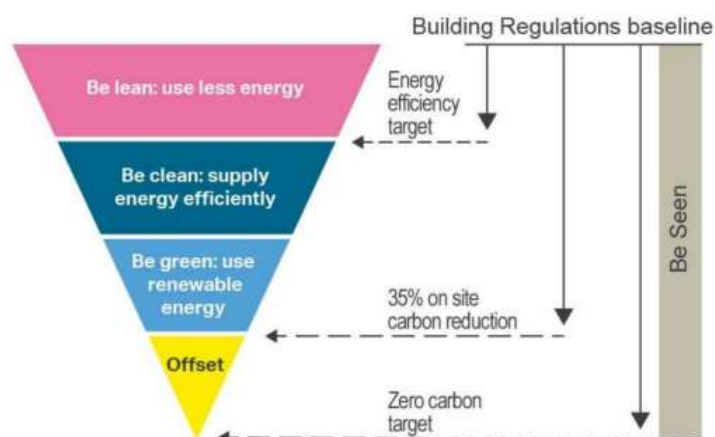 Building Regulations baseline
Be lean: use less energy
Energy
efficiency
target
Be clean: supply
energy efficiently
Be green: use
renewable
energy
35% on site
carbon reduction
Offset
Zero carbon
target
Be Seen